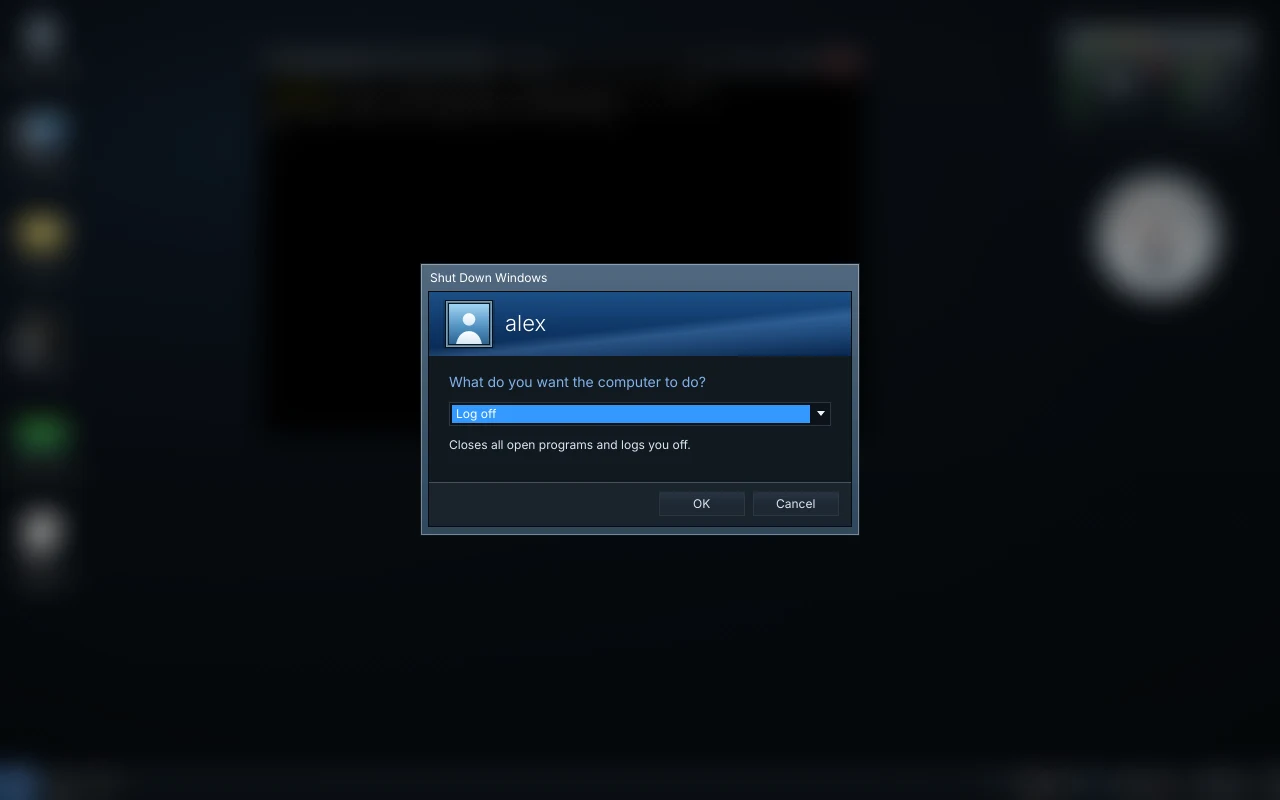 Shut Down Windows
alex
What do you want the computer to do?
Log off
Closes all open programs and logs you off.
OK
Cancel